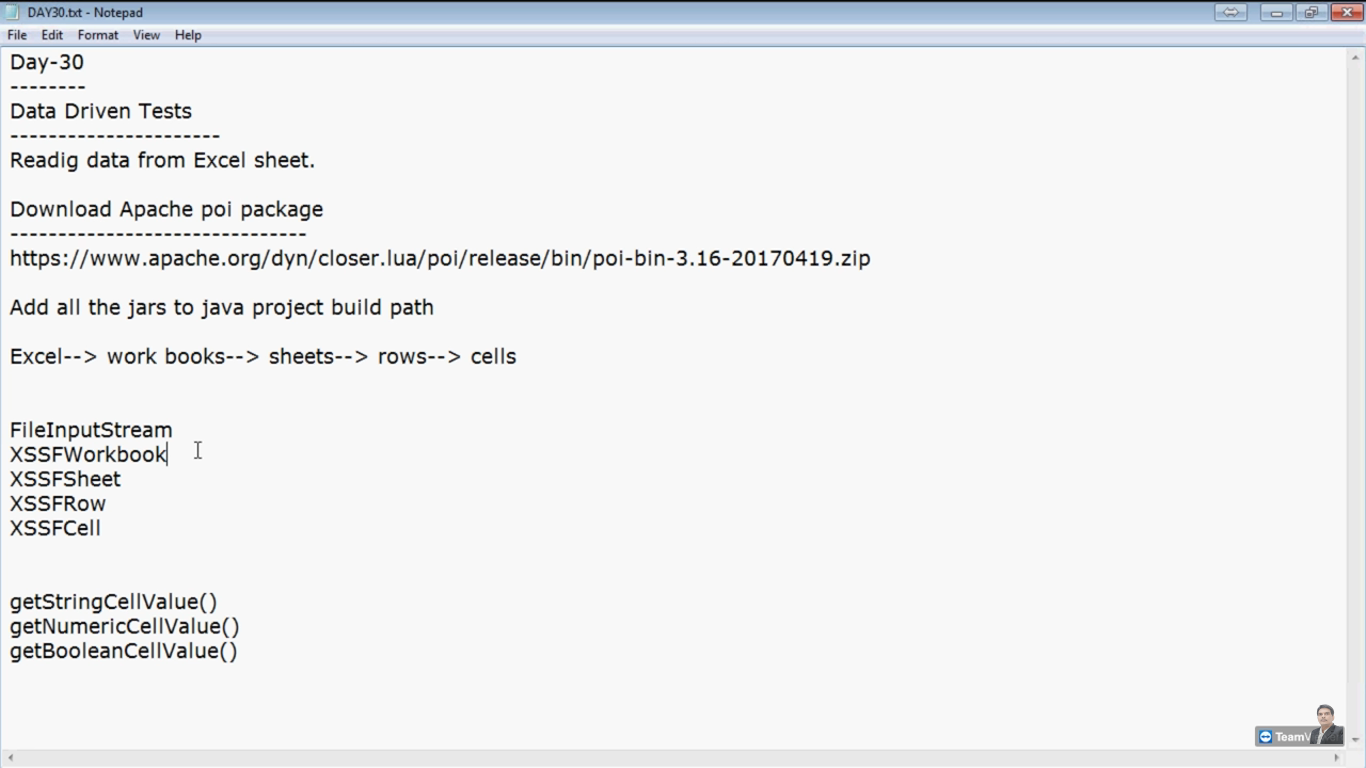 DAY30.txt - Notepad
File Edit Format View Help
Day-30
--------
Data Driven Tests
----------------------
Readig data from Excel sheet.
Download Apache poi package
-------------------------------
https://www.apache.org/dyn/closer.lua/poi/release/bin/poi-bin-3.16-20170419.zip
Add all the jars to java project build path
Excel--> work books--> sheets--> rows--> cells
FileInputStream
XSSFWorkbook
XSSFSheet
XSSFRow
XSSFCell
getStringCellValue()
getNumericCellValue()
getBooleanCellValue()